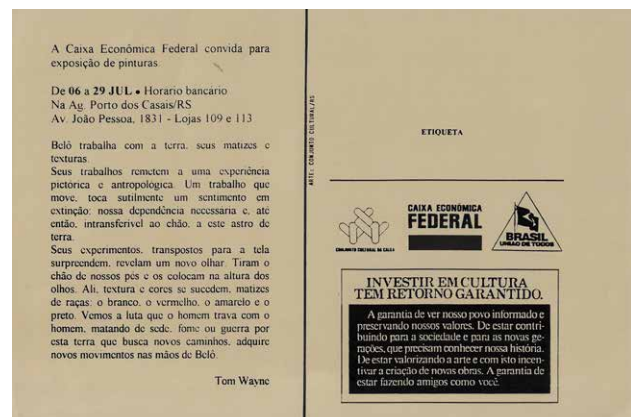 A Caixa Econômica Federal convida para
exposição de pinturas
De 06 a 29 JUL • Horario bancário
Na Ag. Porto dos Casais/RS
Av. João Pessoa, 1831 - Lojas 109 e 113
Beló trabalha com a terra, seus matizes e
texturas.
Seus trabalhos remetem a uma experiência
pictórica e antropológica. Um trabalho que
move, toca sutilmente um sentimento em
extinção: nossa dependência necessária e, até
então, intransferivel ao chão, a este astro de
terra.
Seus experimentos, transpostos para a tela
surpreendem, revelam um novo olhar. Tiram o
chão de nossos pés e os colocam na altura dos
olhos. Ali, textura e cores se sucedem, matizes
de raças: o branco, o vermelho, o amarelo e o
preto. Vemos a luta que o homem trava com o
homem, matando de sede, fome ou guerra por
esta terra que busca novos caminhos, adquire
novos movimentos nas mãos de Beló.
Tom Wayne
ARTE: CONJUNTO CULTURAL/RS
ETIQUETA
CONJUNTO CULTURAL DA CAIXA
CAIXA ECONÔMICA
FEDERAL
BRASIL
UNIÃO DE TODOS
INVESTIR EM CULTURA
TEM RETORNO GARANTIDO.
A garantia de ver nosso povo informado e
preservando nossos valores. De estar contri-
buindo para a sociedade e para as novas ge-
rações, que precisam conhecer nossa história.
De estar valorizando a arte e com isto incen-
tivar a criação de novas obras. A garantia de
estar fazendo amigos como você.